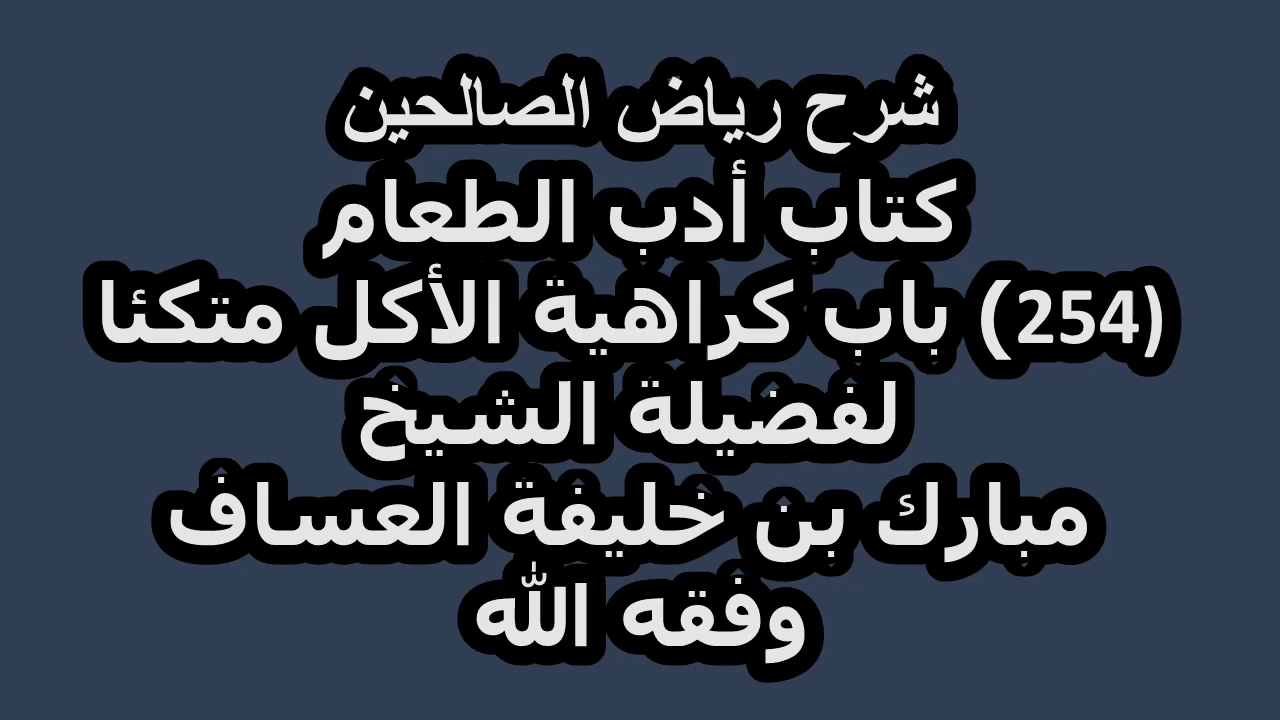 شرح رياض الصالحين
كتاب أدب الطعام
(254) باب كراهية الأكل متكئا
لفضيلة الشيخ
مبارك بن خليفة العساف
وفقه الله